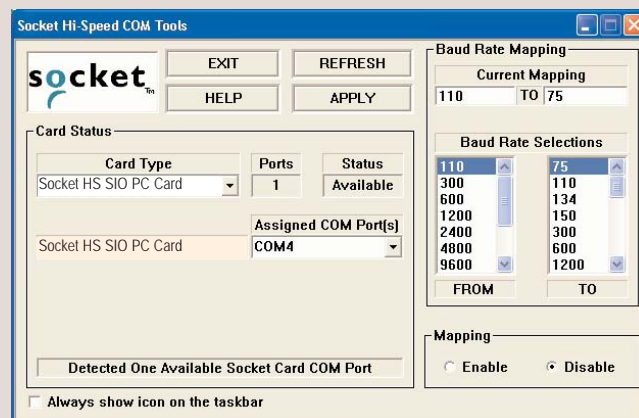 Socket Hi-Speed COM Tools
socket™
EXIT
REFRESH
HELP
APPLY
Card Status
Card Type
Ports
Status
Socket HS SIO PC Card
1
Available
Assigned COM Port(s)
Socket HS SIO PC Card
COM4
Detected One Available Socket Card COM Port
Always show icon on the taskbar
Baud Rate Mapping
Current Mapping
110 TO 75
Baud Rate Selections
110
300
600
1200
2400
4800
9600
FROM
75
110
134
150
300
600
1200
TO
Mapping
Enable
Disable